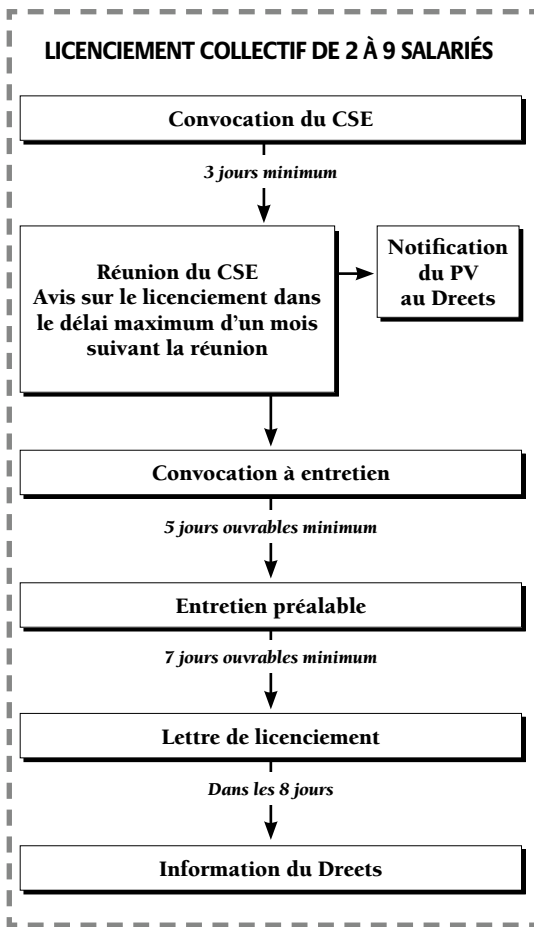 LICENCIEMENT COLLECTIF DE 2 À 9 SALARIÉS
Convocation du CSE
3 jours minimum
Réunion du CSE
Avis sur le licenciement dans
le délai maximum d'un mois
suivant la réunion
Notification
du PV
au Dreets
Convocation à entretien
5 jours ouvrables minimum
Entretien préalable
7 jours ouvrables minimum
Lettre de licenciement
Dans les 8 jours
Information du Dreets